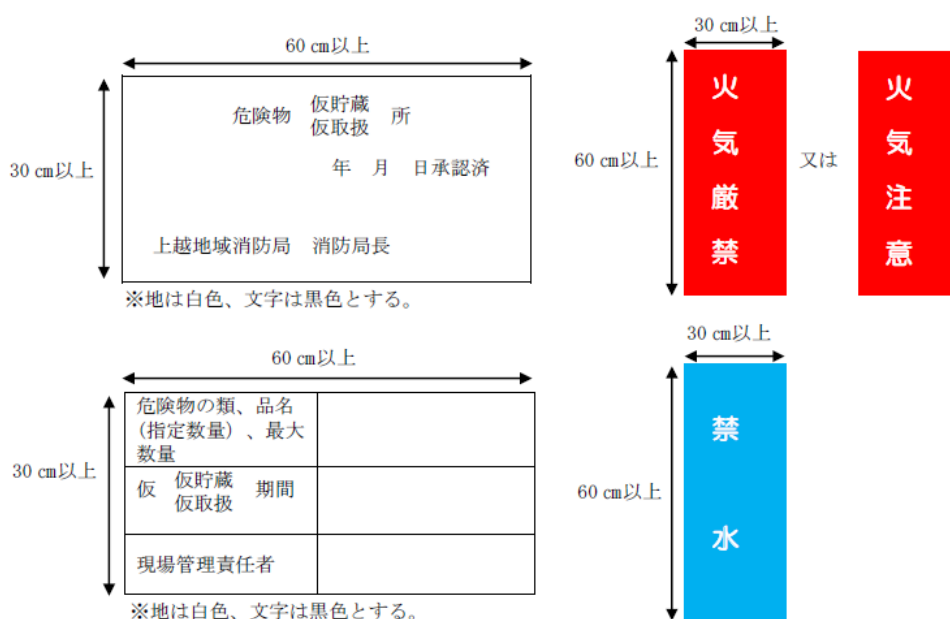 60 ㎝以上
30 ㎝以上
危険物 仮貯蔵 所
仮取扱
年 月 日承認済
上越地域消防局 消防局長
※地は白色、文字は黒色とする。
30 ㎝以上
60 ㎝以上
火気厳禁
又は
火気注意
60 ㎝以上
30 ㎝以上
危険物の類、品名
(指定数量)、最大
数量
仮 仮貯蔵 期間
仮取扱
現場管理責任者
※地は白色、文字は黒色とする。
30 ㎝以上
60 ㎝以上
禁水